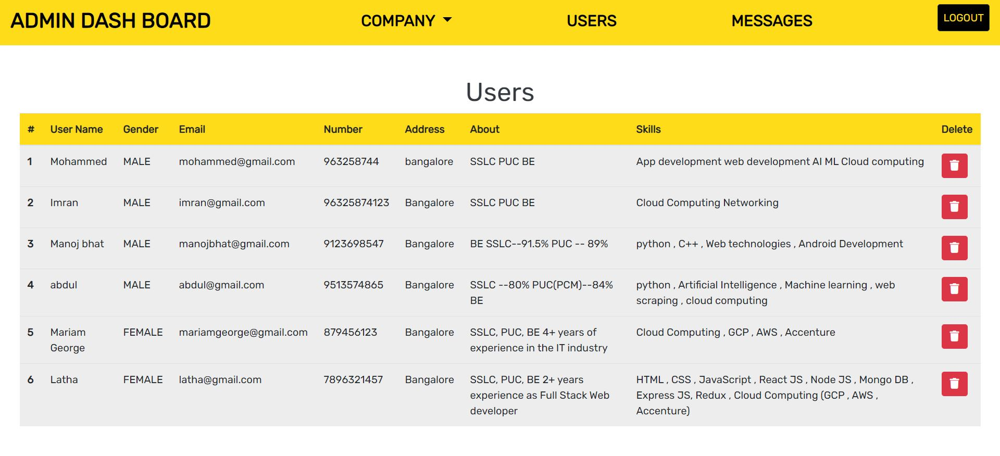 ADMIN DASH BOARD COMPANY USERS MESSAGES LOGOUT
Users
# User Name Gender Email Number Address About Skills Delete
1 Mohammed MALE mohammed@gmail.com 963258744 bangalore SSLC PUC BE App development web development AI ML Cloud computing
2 Imran MALE imran@gmail.com 96325874123 Bangalore SSLC PUC BE Cloud Computing Networking
3 Manoj bhat MALE manojbhat@gmail.com 9123698547 Bangalore BE SSLC--91.5% PUC -- 89% python , C++ , Web technologies , Android Development
4 abdul MALE abdul@gmail.com 9513574865 Bangalore SSLC --80% PUC(PCM)--84% python , Artificial Intelligence , Machine learning , web
BE scraping , cloud computing
5 Mariam FEMALE mariamgeorge@gmail.com 879456123 Bangalore SSLC, PUC, BE 4+ years of Cloud Computing , GCP , AWS , Accenture
George experience in the IT industry
6 Latha FEMALE latha@gmail.com 7896321457 Bangalore SSLC, PUC, BE 2+ years HTML , CSS , JavaScript , React JS , Node JS , Mongo DB ,
experience as Full Stack Web Express JS, Redux , Cloud Computing (GCP , AWS ,
developer Accenture)